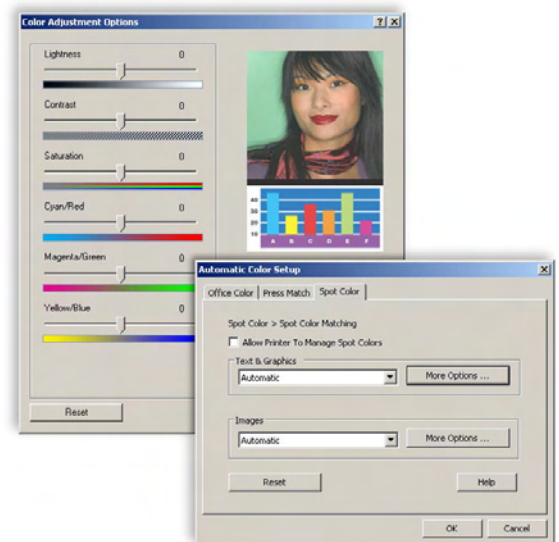 Color Adjustment Options
Lightness 0
Contrast 0
Saturation 0
Cyan/Red 0
Magenta/Green 0
Yellow/Blue 0
Reset
40
30
20
10
A B C D E F
Automatic Color Setup
Office Color Press Match Spot Color
Spot Color > Spot Color Matching
Allow Printer To Manage Spot Colors
Text & Graphics
Automatic More Options ...
Images
Automatic More Options ...
Reset Help
OK Cancel